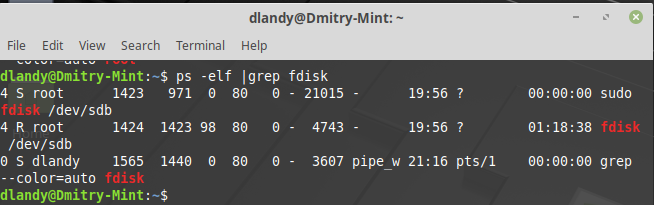 dlandy@Dmitry-Mint: ~
File Edit View Search Terminal Help
--color=auto fdisk
dlandy@Dmitry-Mint:~$ ps -elf |grep fdisk
4 S root 1423 971 0 80 0 - 21015 - 19:56 ? 00:00:00 sudo
fdisk /dev/sdb
4 R root 1424 1423 98 80 0 - 4743 - 19:56 ? 01:18:38 fdisk
/dev/sdb
0 S dlandy 1565 1440 0 80 0 - 3607 pipe_w 21:16 pts/1 00:00:00 grep
--color=auto fdisk
dlandy@Dmitry-Mint:~$